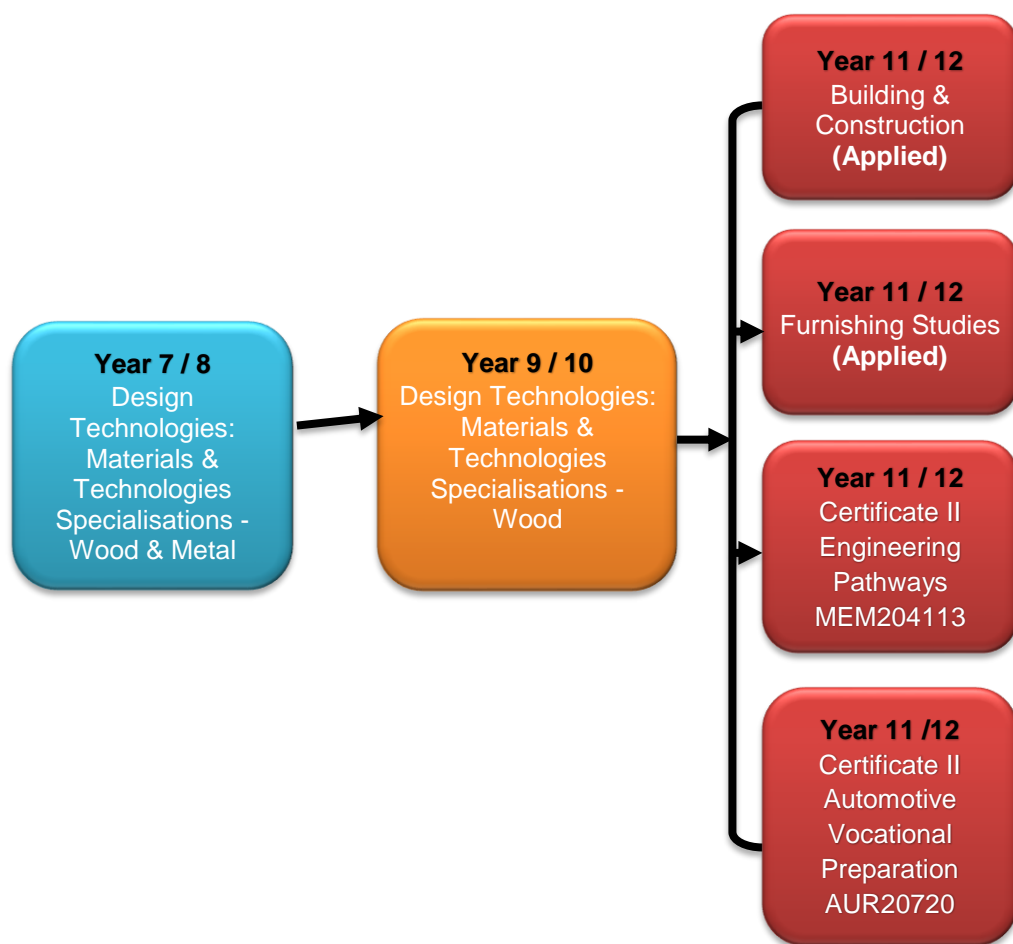 Year 7 / 8
Design
Technologies:
Materials &
Technologies
Specialisations -
Wood & Metal
Year 9 / 10
Design Technologies:
Materials &
Technologies
Specialisations -
Wood
Year 11 / 12
Building &
Construction
(Applied)
Year 11 / 12
Furnishing Studies
(Applied)
Year 11 / 12
Certificate II
Engineering
Pathways
MEM204113
Year 11 /12
Certificate II
Automotive
Vocational
Preparation
AUR20720